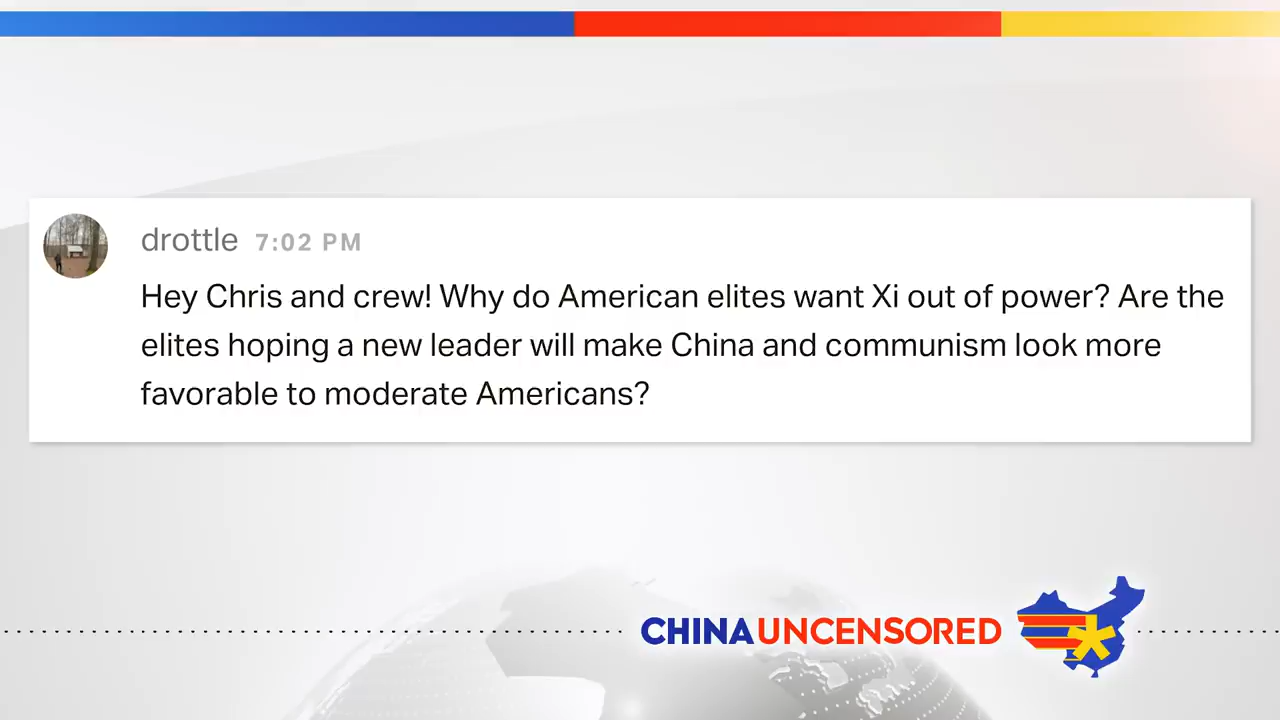 drottle 7:02 PM
Hey Chris and crew! Why do American elites want Xi out of power? Are the
elites hoping a new leader will make China and communism look more
favorable to moderate Americans?
CHINAUNCENSORED